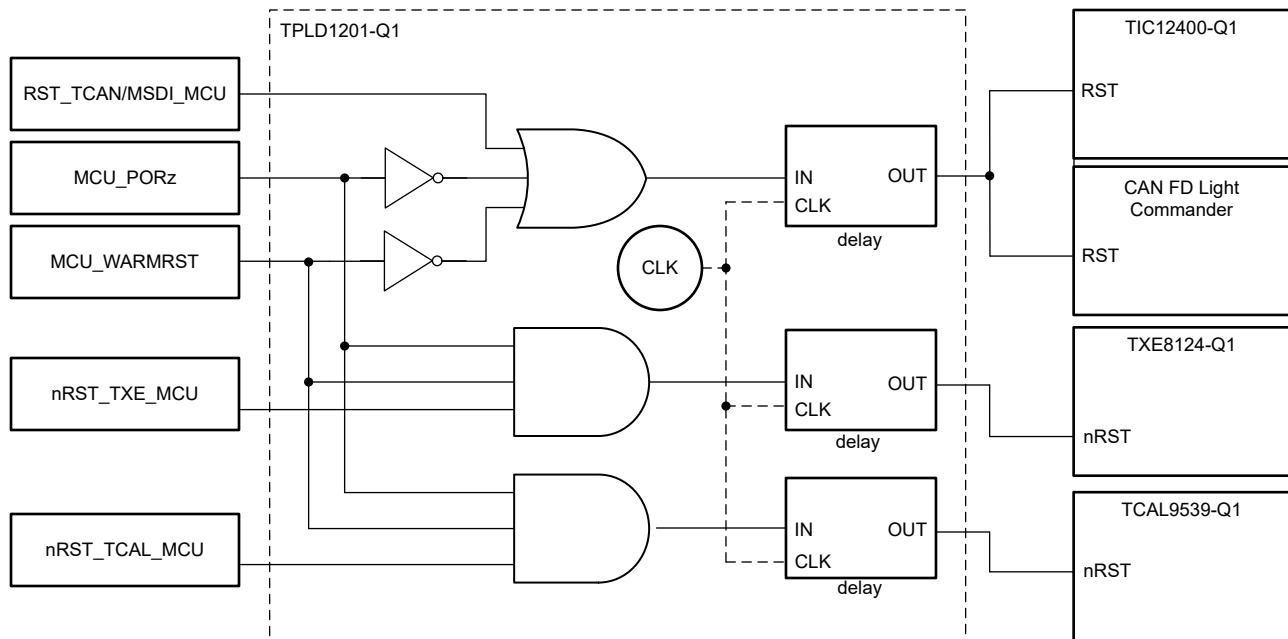 TPLD1201-Q1
TIC12400-Q1
RST_TCAN/MSDI_MCU
RST
MCU_PORz
IN
OUT
CLK
delay
CAN FD Light
Commander
RST
MCU_WARMRST
CLK
nRST_TXE_MCU
IN
OUT
CLK
delay
TXE8124-Q1
nRST
nRST_TCAL_MCU
IN
OUT
CLK
delay
TCAL9539-Q1
nRST